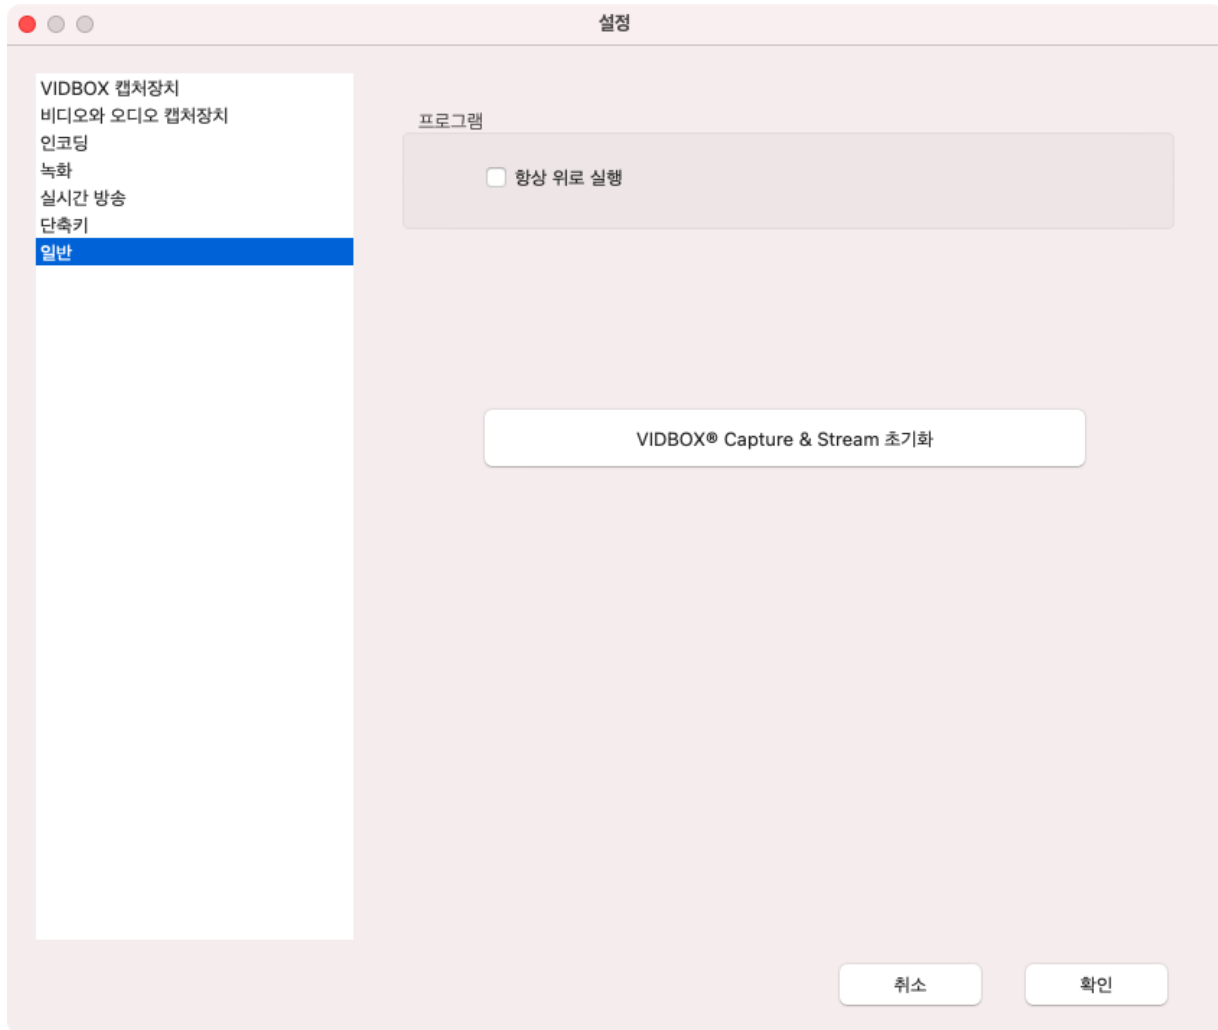 설정
VIDBOX 캡처장치
비디오와 오디오 캡처장치
인코딩
녹화
실시간 방송
단축키
일반
프로그램
항상 위로 실행
VIDBOX® Capture & Stream 초기화
취소
확인